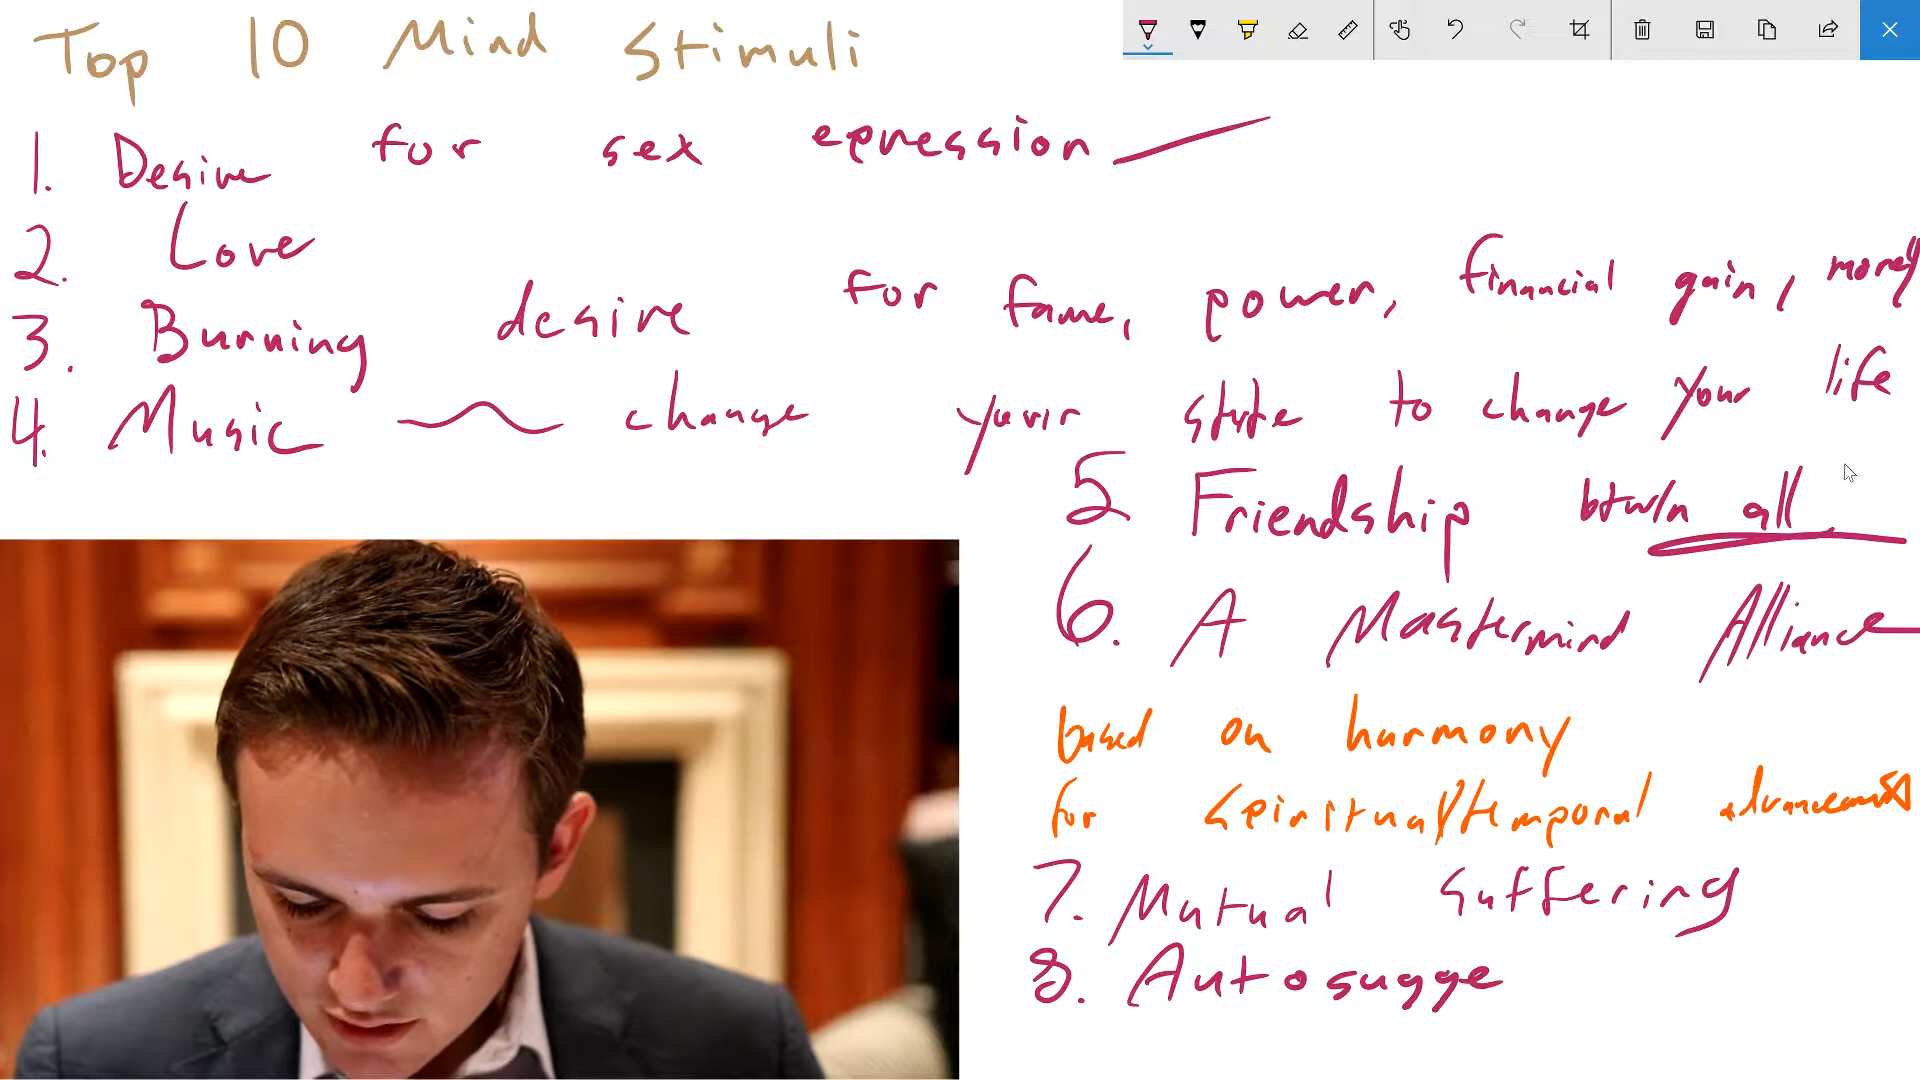 Top 10 Mind Stimuli
1. Desire for sex epression
2. Love
3. Burning desire for fame, power, financial gain, money
4. Music change your state to change your life
5 Friendship btw/n all
6. A Mastermind Alliance
based on harmony
for spiritual/temporal advancement
7. Mutual Suffering
8. Autosugge